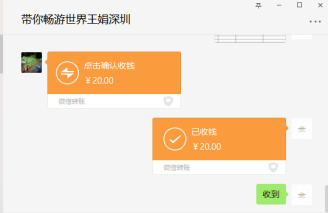 带你畅游世界王娟深圳
点击确认收钱
￥20.00
微信转账
已收钱
￥20.00
微信转账
收到